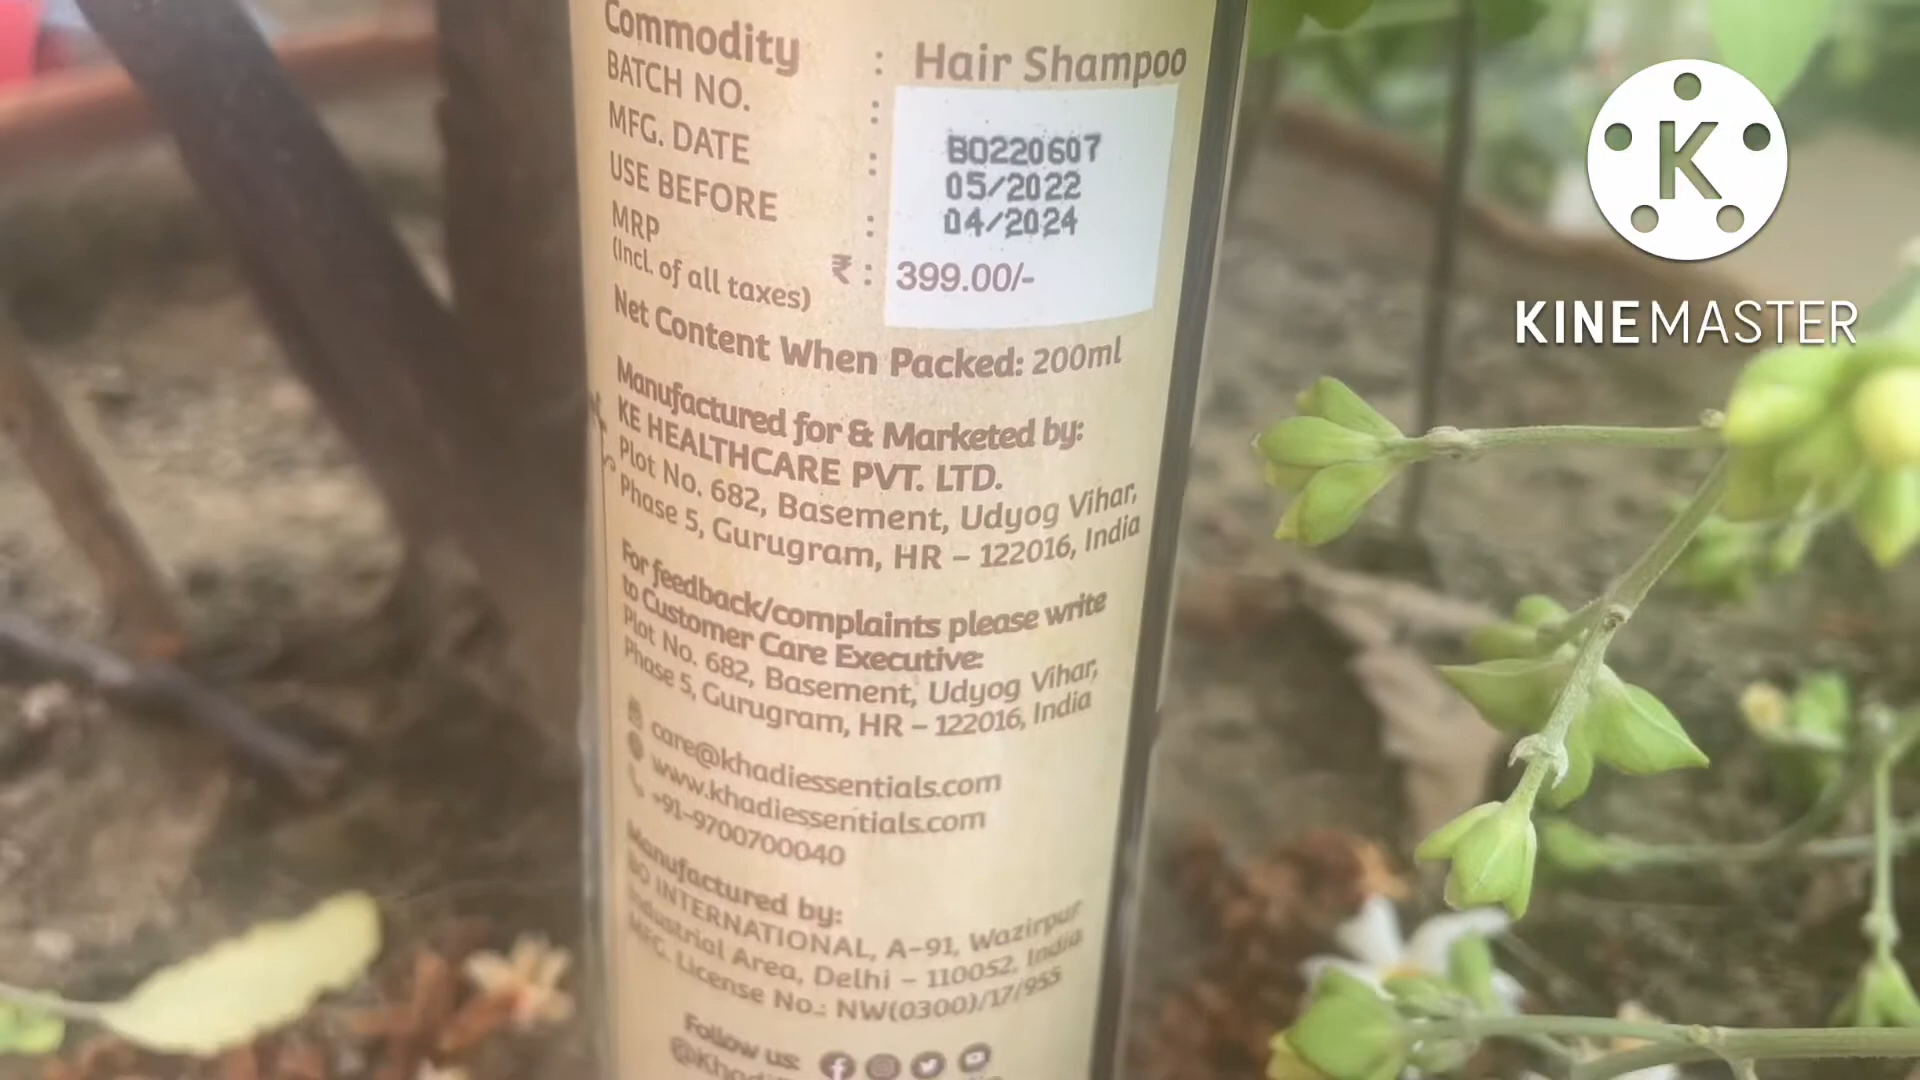 Commodity : Hair Shampoo
BATCH NO. : BO220607
MFG. DATE : 05/2022
USE BEFORE : 04/2024
MRP ₹ : 399.00/-
(Incl. of all taxes)
Net Content When Packed: 200ml
Manufactured for & Marketed by:
KE HEALTHCARE PVT. LTD.
Plot No. 682, Basement, Udyog Vihar,
Phase 5, Gurugram, HR – 122016, India
For feedback/complaints please write
to Customer Care Executive:
Plot No. 682, Basement, Udyog Vihar,
Phase 5, Gurugram, HR – 122016, India
care@khadiessentials.com
www.khadiessentials.com
+91-9700700040
Manufactured by:
BO INTERNATIONAL, A-91, Wazirpur
Industrial Area, Delhi – 110052, India
MFG. License No.: NW(0300)/17/955
Follow us:
K
KINEMASTER